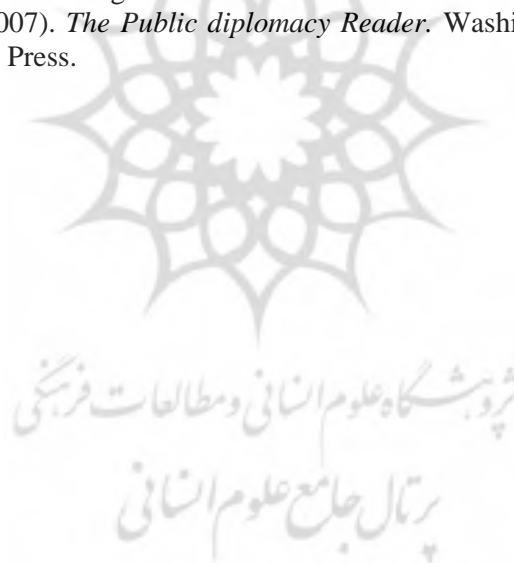 007). The Public diplomacy Reader. Washi
Press.
پژوهشگاه علوم انسانی و مطالعات فرهنگی
پرتال جامع علوم انسانی